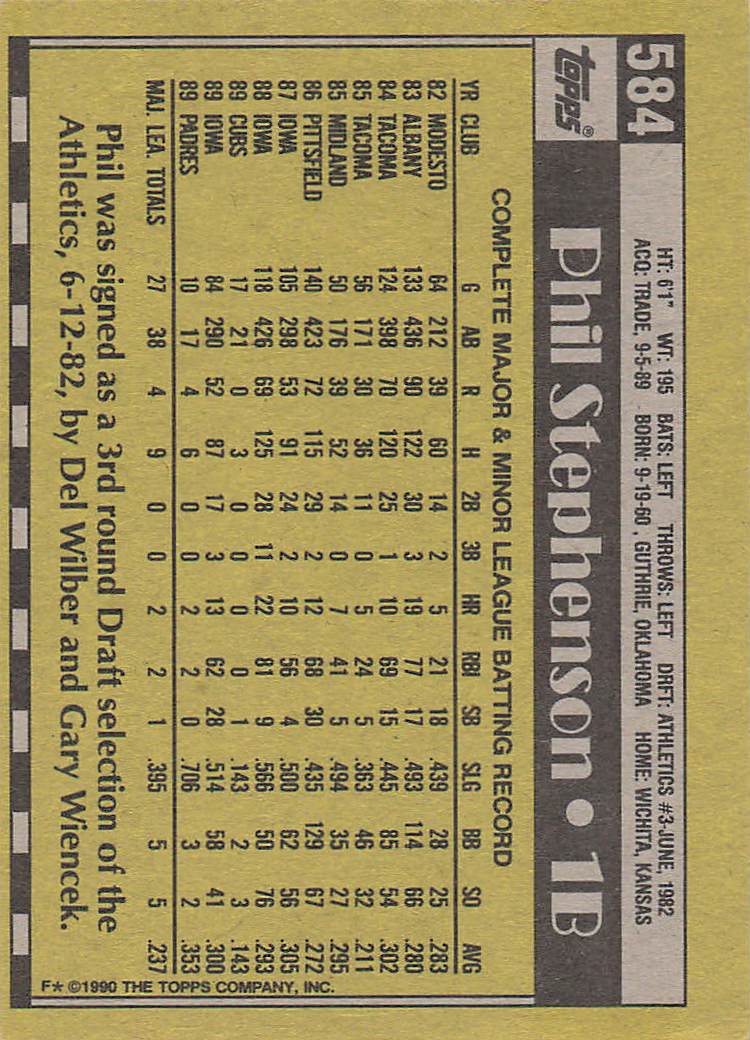 584
HT: 6'1" WT: 195 BATS: LEFT THROWS: LEFT DRFT: ATHLETICS #3-JUNE, 1982
ACQ: TRADE, 9-5-89 BORN: 9-19-60, GUTHRIE, OKLAHOMA HOME: WICHITA, KANSAS
topps®
Phil Stephenson • 1B
COMPLETE MAJOR & MINOR LEAGUE BATTING RECORD
YR CLUB G AB R H 2B 3B HR RBI SB SLG BB SO AVG
82 MODESTO 64 212 39 60 14 2 5 21 18 .439 28 25 .283
83 ALBANY 133 436 90 122 30 3 19 77 17 .493 114 66 .280
84 TACOMA 124 398 70 120 25 1 10 69 15 .445 85 54 .302
85 TACOMA 56 171 30 36 11 0 5 24 5 .363 46 32 .211
85 MIDLAND 50 176 39 52 14 0 7 41 5 .494 35 27 .295
86 PITTSFIELD 140 423 72 115 29 2 12 68 30 .435 129 67 .272
87 IOWA 105 298 53 91 24 2 10 56 4 .500 62 56 .305
88 IOWA 118 426 69 125 28 11 22 81 9 .566 50 76 .293
89 CUBS 17 21 0 3 0 0 0 0 1 .143 2 3 .143
89 IOWA 84 290 52 87 17 3 13 62 28 .514 58 41 .300
89 PADRES 10 17 4 6 0 0 2 2 0 .706 3 2 .353
MAJ. LEA. TOTALS 27 38 4 9 0 0 2 2 1 .395 5 5 .237
Phil was signed as a 3rd round Draft selection of the
Athletics, 6-12-82, by Del Wilber and Gary Wiencek.
F* ©1990 THE TOPPS COMPANY, INC.